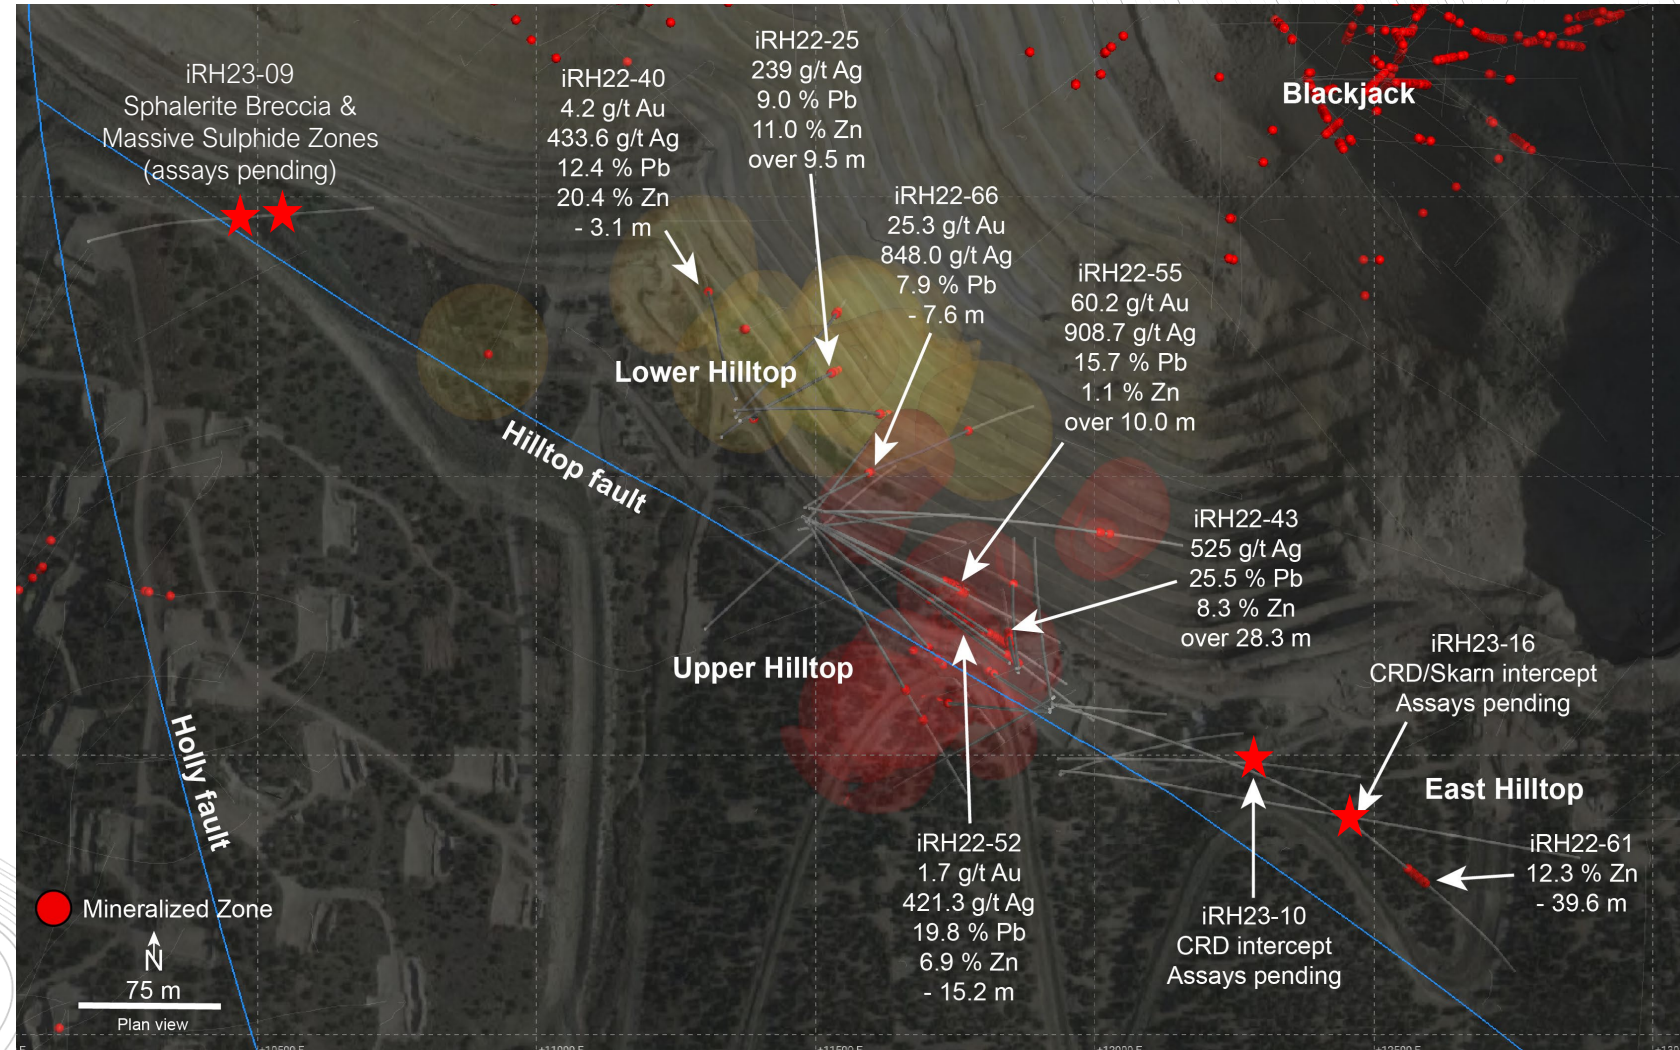 iRH23-09
Sphalerite Breccia &
Massive Sulphide Zones
(assays pending)
iRH22-40
4.2 g/t Au
433.6 g/t Ag
12.4 % Pb
20.4 % Zn
- 3.1 m
iRH22-25
239 g/t Ag
9.0 % Pb
11.0 % Zn
over 9.5 m
iRH22-66
25.3 g/t Au
848.0 g/t Ag
7.9 % Pb
- 7.6 m
iRH22-55
60.2 g/t Au
908.7 g/t Ag
15.7 % Pb
1.1 % Zn
over 10.0 m
Blackjack
Lower Hilltop
Hilltop fault
iRH22-43
525 g/t Ag
25.5 % Pb
8.3 % Zn
over 28.3 m
Upper Hilltop
iRH23-16
CRD/Skarn intercept
Assays pending
Holly fault
East Hilltop
iRH22-52
1.7 g/t Au
421.3 g/t Ag
19.8 % Pb
6.9 % Zn
- 15.2 m
iRH22-61
12.3 % Zn
- 39.6 m
iRH23-10
CRD intercept
Assays pending
Mineralized Zone
N
75 m
Plan view